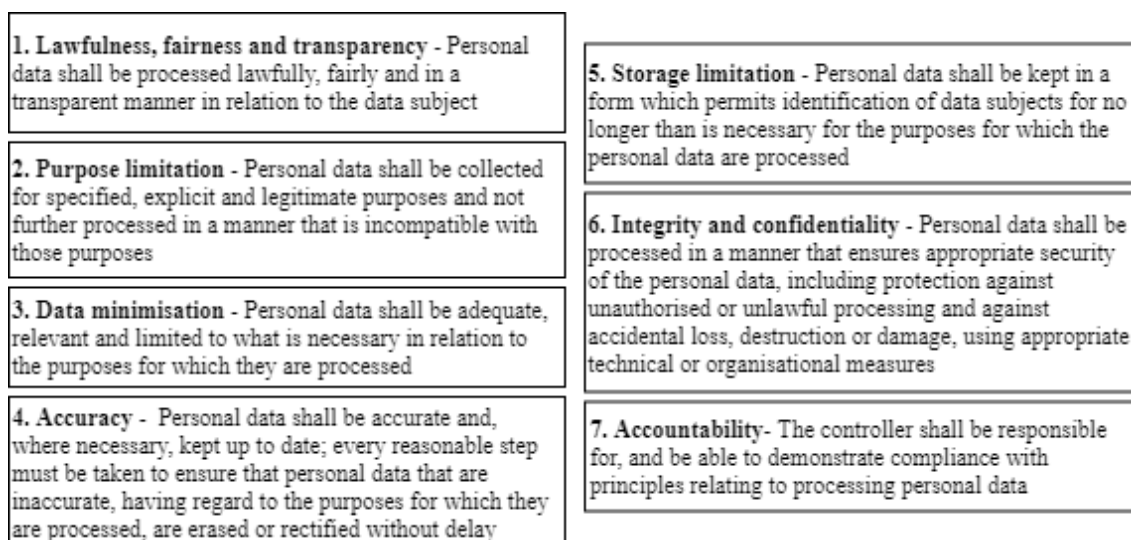 1. Lawfulness, fairness and transparency - Personal
data shall be processed lawfully, fairly and in a
transparent manner in relation to the data subject
2. Purpose limitation - Personal data shall be collected
for specified, explicit and legitimate purposes and not
further processed in a manner that is incompatible with
those purposes
3. Data minimisation - Personal data shall be adequate,
relevant and limited to what is necessary in relation to
the purposes for which they are processed
4. Accuracy - Personal data shall be accurate and,
where necessary, kept up to date; every reasonable step
must be taken to ensure that personal data that are
inaccurate, having regard to the purposes for which they
are processed, are erased or rectified without delay
5. Storage limitation - Personal data shall be kept in a
form which permits identification of data subjects for no
longer than is necessary for the purposes for which the
personal data are processed
6. Integrity and confidentiality - Personal data shall be
processed in a manner that ensures appropriate security
of the personal data, including protection against
unauthorised or unlawful processing and against
accidental loss, destruction or damage, using appropriate
technical or organisational measures
7. Accountability- The controller shall be responsible
for, and be able to demonstrate compliance with
principles relating to processing personal data